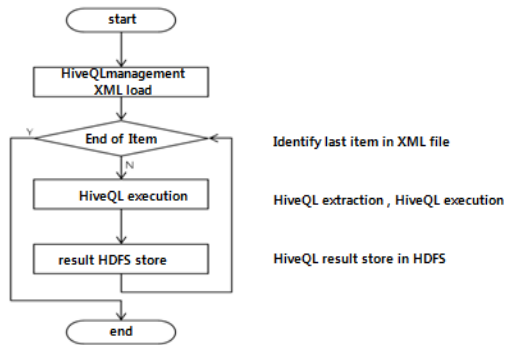 start
HiveQLmanagement
XML load
Y
End of Item
Identify last item in XML file
N
HiveQL execution
HiveQL extraction , HiveQL execution
result HDFS store
HiveQL result store in HDFS
end